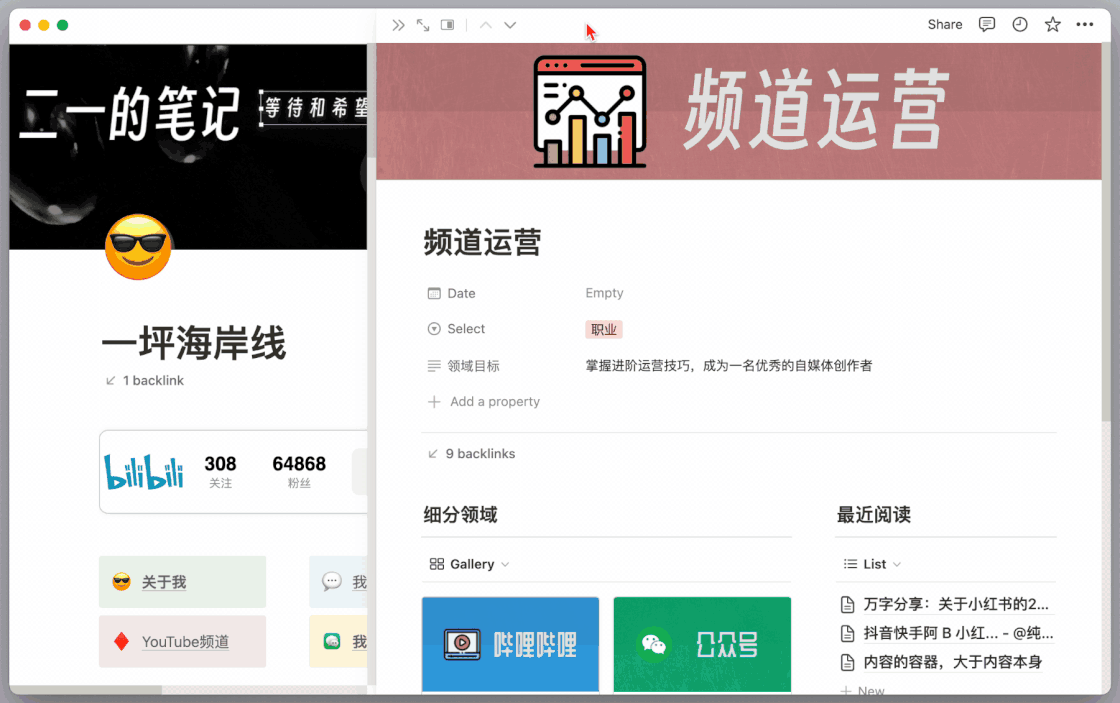 二一的笔记
等待和希望
一坪海岸线
1 backlink
bilibili
308
关注
64868
粉丝
关于我
我
YouTube频道
我
Share
频道运营
频道运营
Date
Empty
Select
职业
领域目标
掌握进阶运营技巧，成为一名优秀的自媒体创作者
Add a property
9 backlinks
细分领域
Gallery
哔哩哔哩
公众号
最近阅读
List
万字分享：关于小红书的2...
抖音快手阿 B 小红... - @纯...
内容的容器，大于内容本身
New